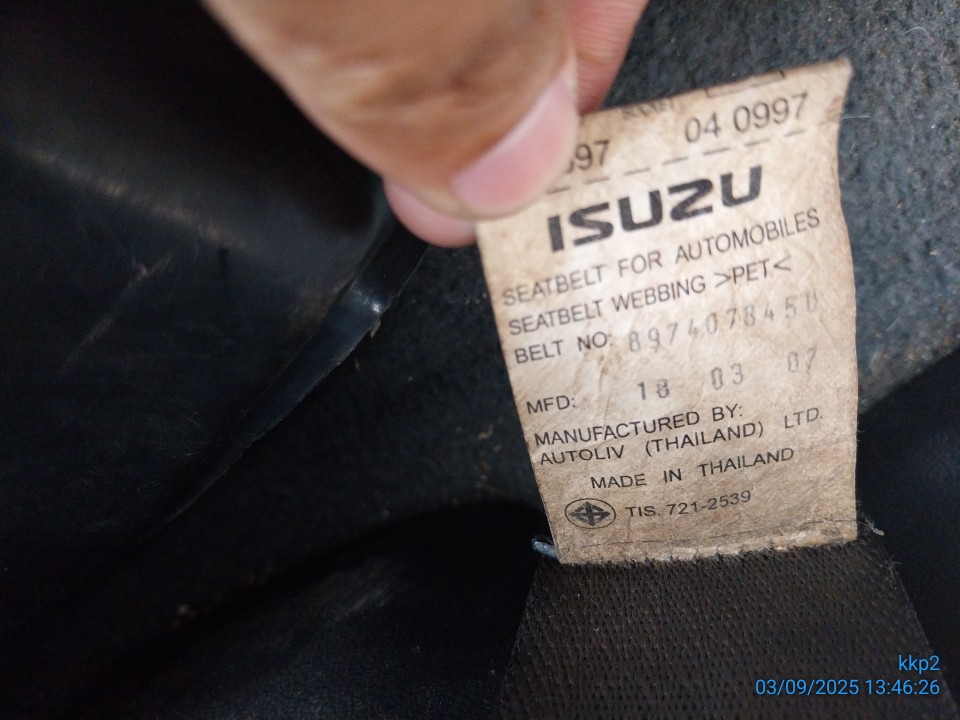 04 0997
ISUZU
SEATBELT FOR AUTOMOBILES
SEATBELT WEBBING >PET<
BELT NO: 8974078450
MFD: 18 03 07
MANUFACTURED BY:
AUTOLIV (THAILAND) LTD.
MADE IN THAILAND
TIS. 721-2539
kkp2
03/09/2025 13:46:26